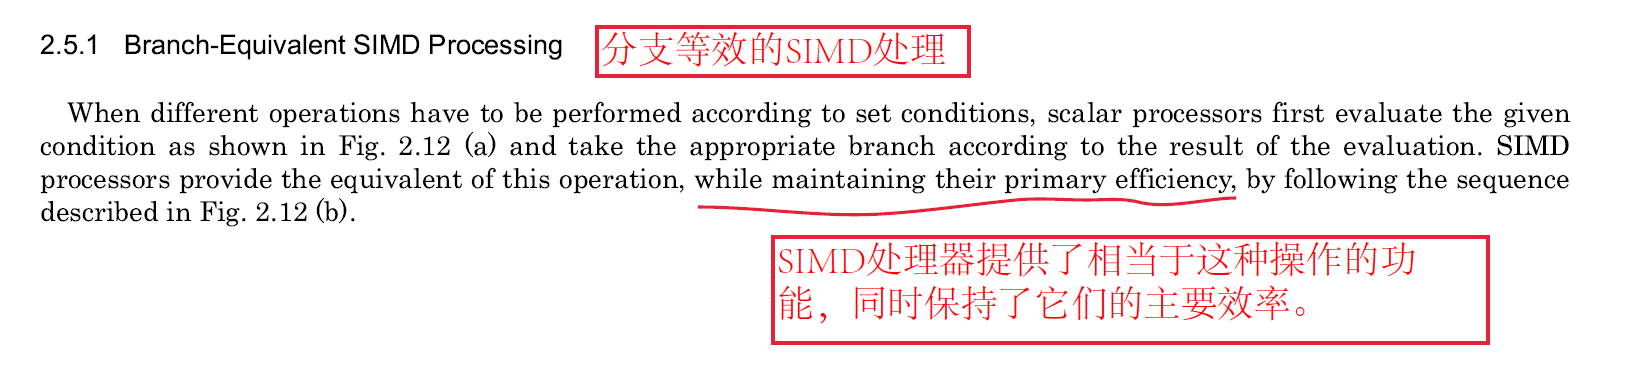 2.5.1 Branch-Equivalent SIMD Processing
分支等效的SIMD处理
When different operations have to be performed according to set conditions, scalar processors first evaluate the given
condition as shown in Fig. 2.12 (a) and take the appropriate branch according to the result of the evaluation. SIMD
processors provide the equivalent of this operation, while maintaining their primary efficiency, by following the sequence
described in Fig. 2.12 (b).
SIMD处理器提供了相当于这种操作的功
能，同时保持了它们的主要效率。